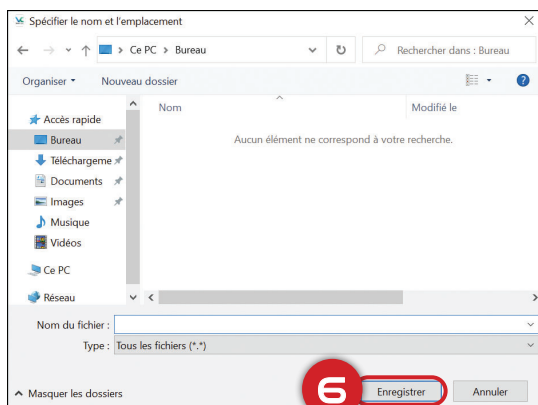 Spécifier le nom et l'emplacement
Ce PC > Bureau
Rechercher dans : Bureau
Organiser
Nouveau dossier
Nom
Modifié le
Accès rapide
Bureau
Aucun élément ne correspond à votre recherche.
Téléchargeme
Documents
Images
Musique
Vidéos
Ce PC
Réseau
Nom du fichier :
Type : Tous les fichiers (*.*)
Masquer les dossiers
6
Enregistrer
Annuler